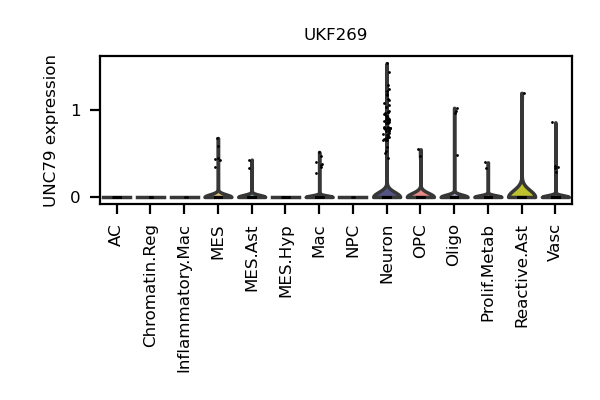 UKF269
UNC79 expression
1
0
AC
Chromatin.Reg
Inflammatory.Mac
MES
MES.Ast
MES.Hyp
Mac
NPC
Neuron
OPC
Oligo
Prolif.Metab
Reactive.Ast
Vasc